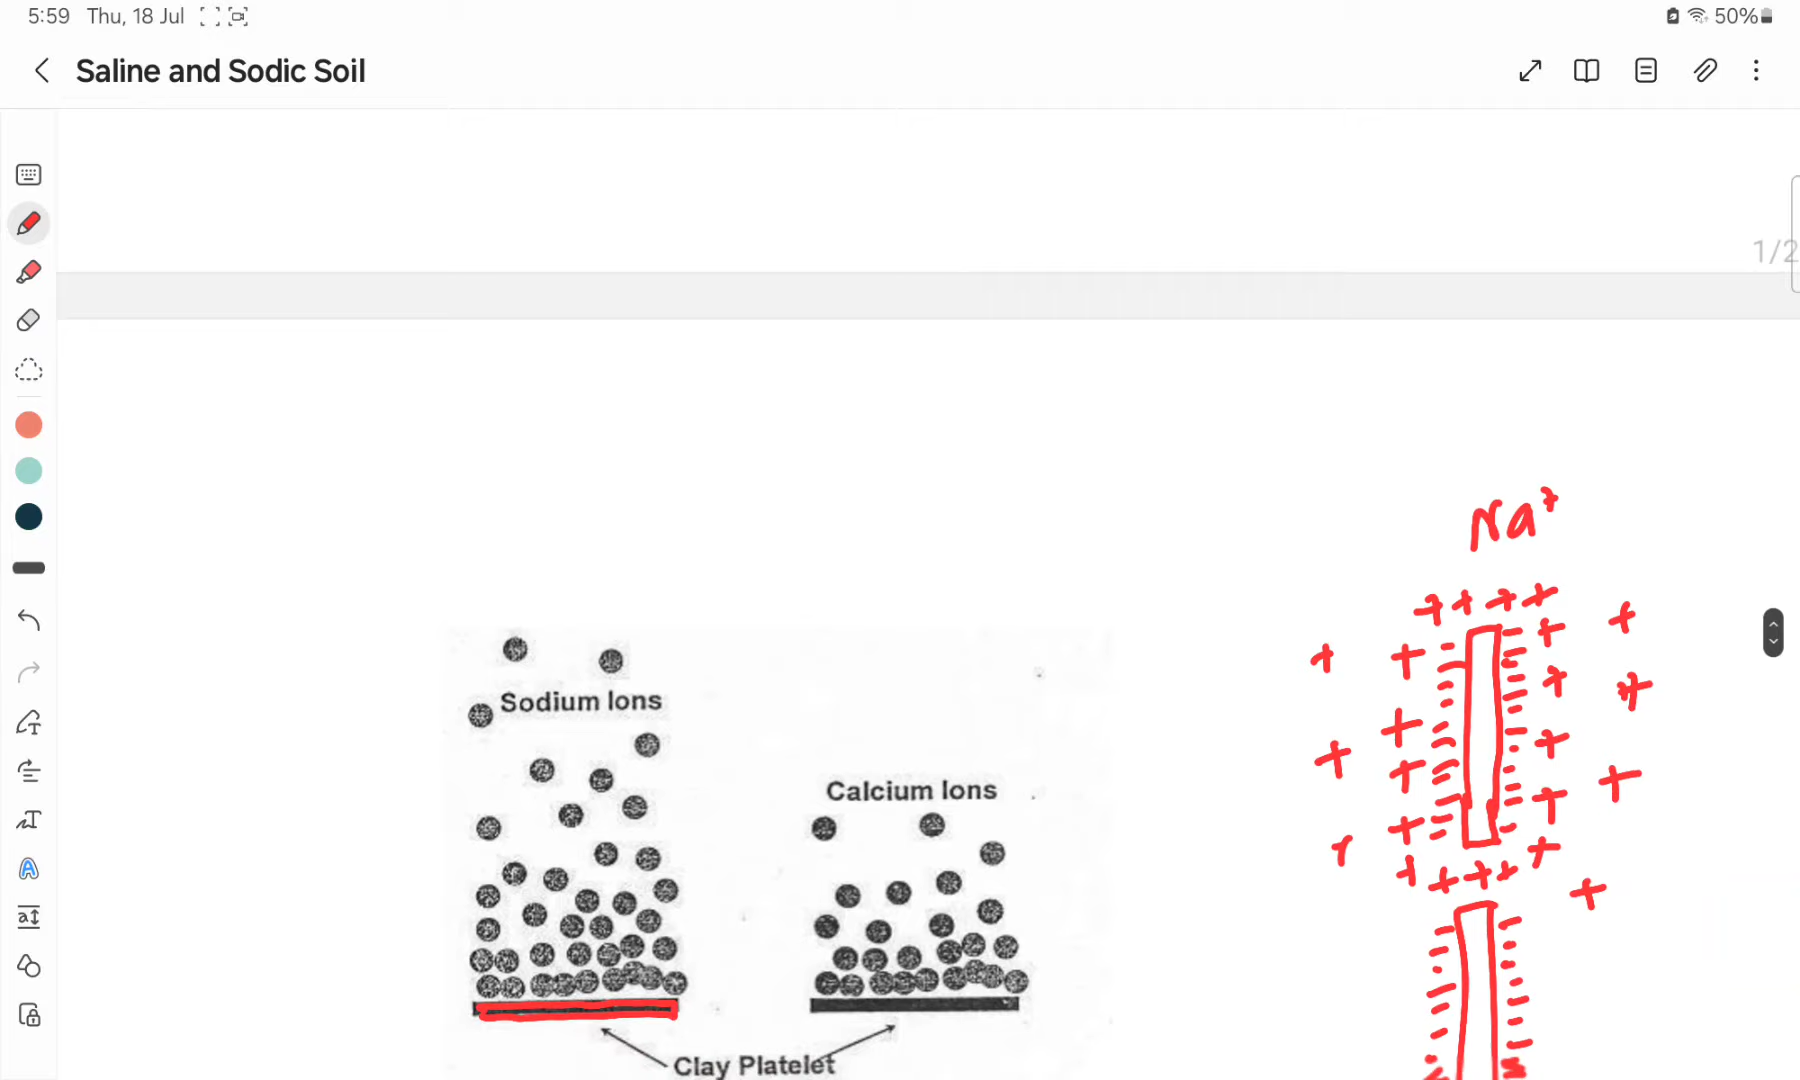 5:59 Thu, 18 Jul
50%
Saline and Sodic Soil
1/2
Na+
Sodium Ions
Calcium Ions
Clay Platelet